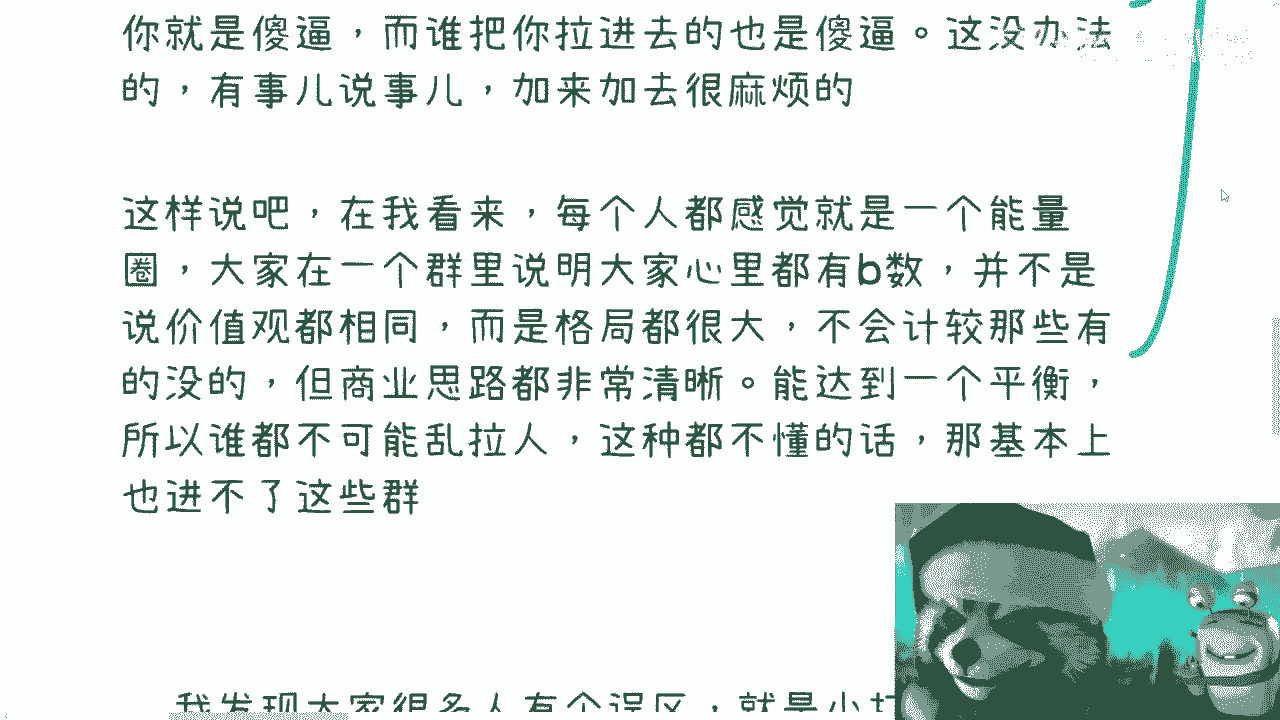 你就是傻逼，而谁把你拉进去的也是傻逼。这没办法
的，有事儿说事儿，加来加去很麻烦的
这样说吧，在我看来，每个人都感觉就是一个能量
圈，大家在一个群里说明大家心里都有b数，并不是
说价值观都相同，而是格局都很大，不会计较那些有
的没的，但商业思路都非常清晰。能达到一个平衡，
所以谁都不可能乱拉人，这种都不懂的话，那基本上
也进不了这些群
我发现大家很多人有个误区，就是小打